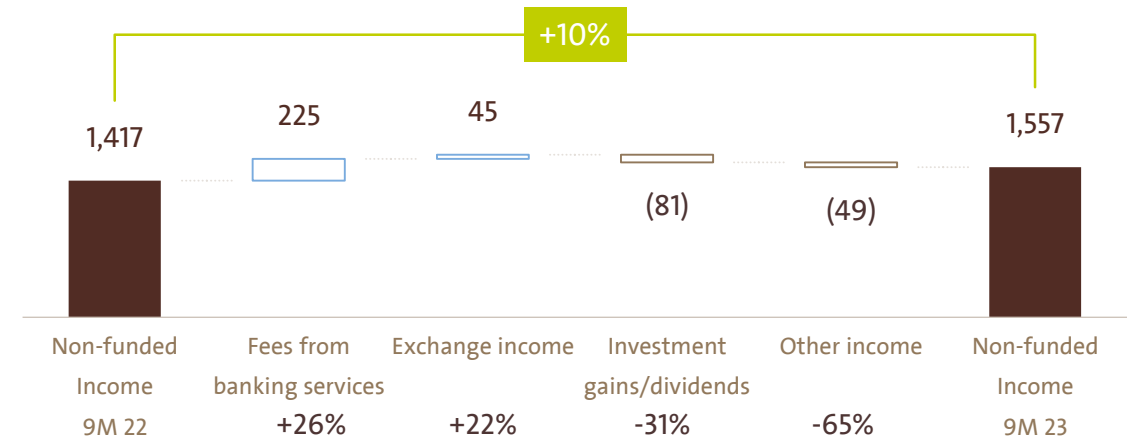 +10%
1,417
225
45
(81)
(49)
1,557
Non-funded
Income
9M 22
Fees from
banking services
+26%
Exchange income
+22%
Investment
gains/dividends
-31%
Other income
-65%
Non-funded
Income
9M 23